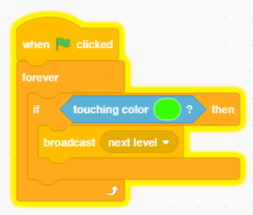 when clicked
forever
if touching color ? then
broadcast next level